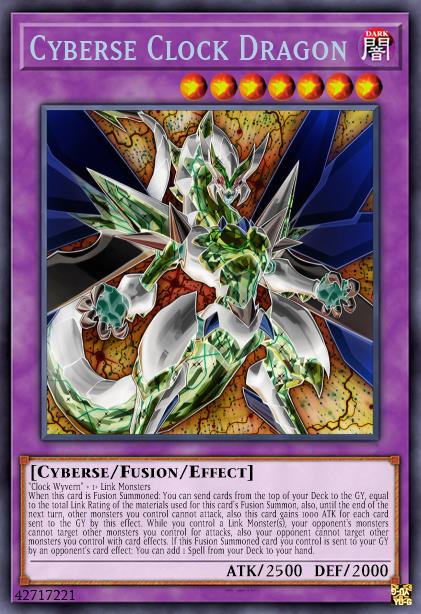 CYBERSE CLOCK DRAGON
DARK
闇
[CYBERSE/FUSION/EFFECT]
"Clock Wyvern" + 1+ Link Monsters
When this card is Fusion Summoned: You can send cards from the top of your Deck to the GY, equal
to the total Link Rating of the materials used for this card's Fusion Summon, also, until the end of the
next turn, other monsters you control cannot attack, also this card gains 1000 ATK for each card
sent to the GY by this effect. While you control a Link Monster(s), your opponent's monsters
cannot target other monsters you control for attacks, also your opponent cannot target other
monsters you control with card effects. If this Fusion Summoned card you control is sent to your GY
by an opponent's card effect: You can add 1 Spell from your Deck to your hand.
ATK/2500 DEF/2000
42717221